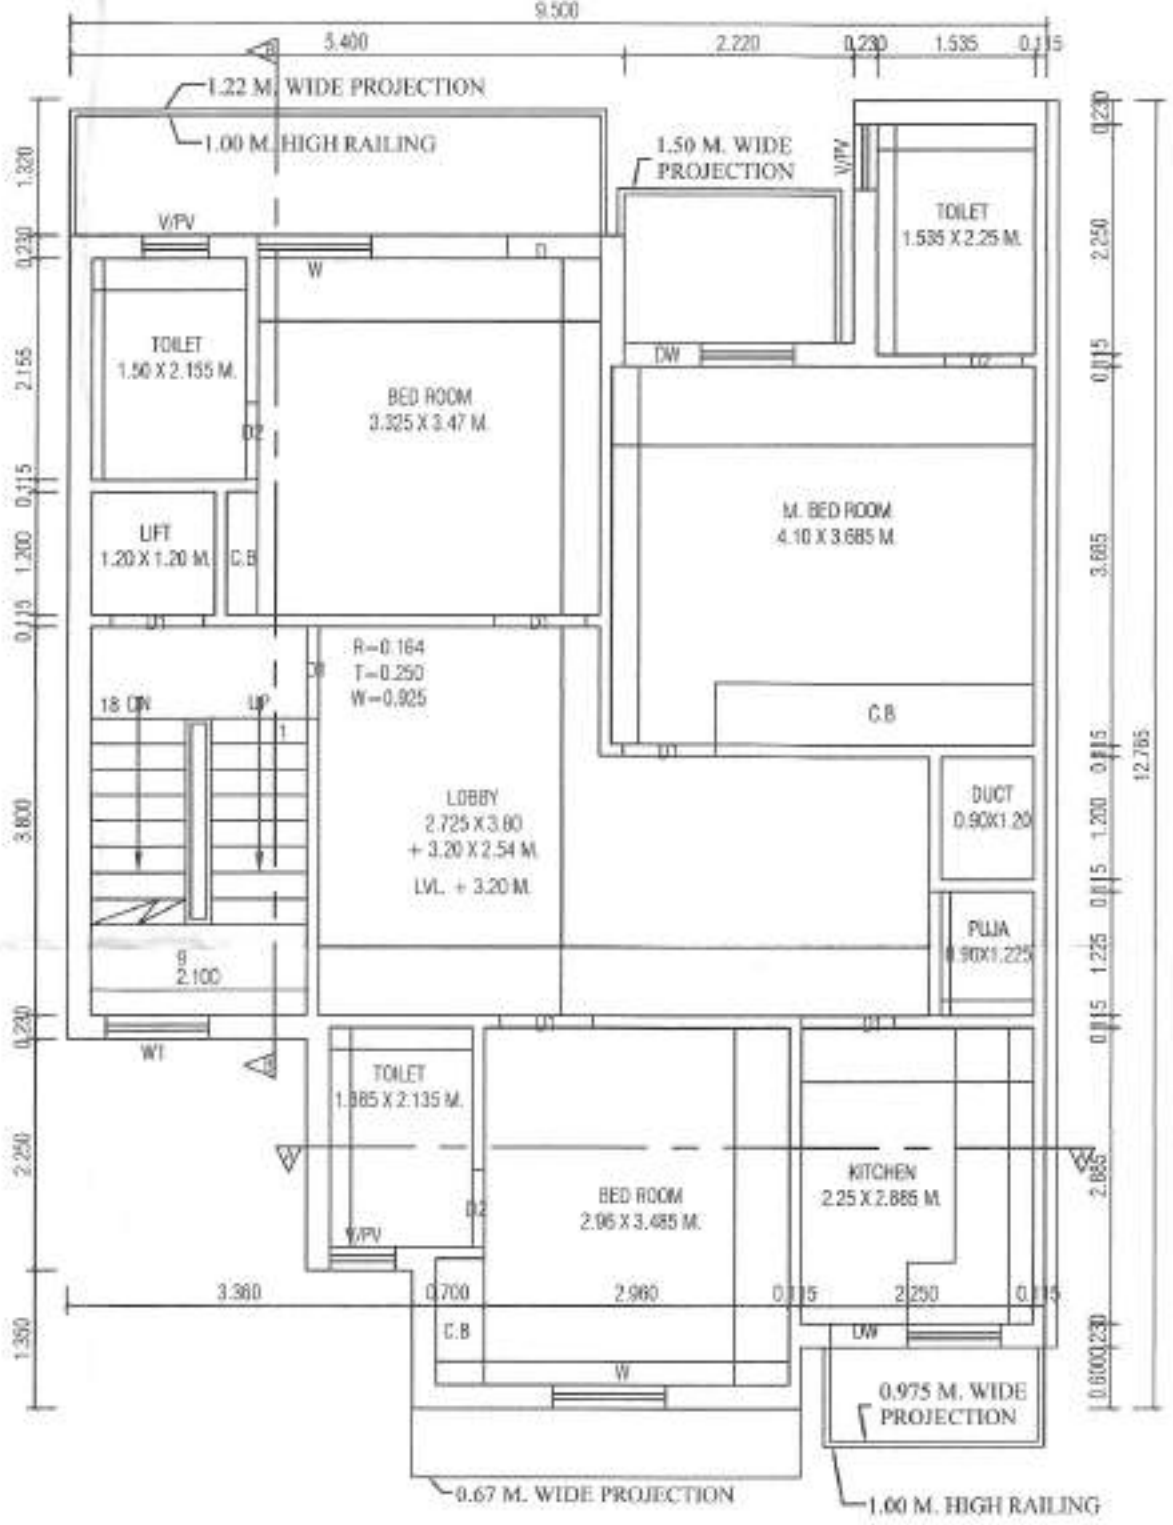 9.500
5.400
2.220
0.230
1.535
0.115
1.22 M. WIDE PROJECTION
1.00 M. HIGH RAILING
1.50 M. WIDE
PROJECTION
V/PV
TOILET
1.535 X 2.25 M.
0.230
2.250
0.115
1.320
0.230
V/PV
W
D
TOILET
1.50 X 2.155 M.
2.155
D2
BED ROOM
3.325 X 3.47 M.
DW
D2
M. BED ROOM
4.10 X 3.685 M.
3.685
0.115
LIFT
1.20 X 1.20 M.
C.B
1.200
0.115
D1
D1
R=0.164
T=0.250
W=0.925
D1
18 DN
UP
1
C.B
D1
0.115
12.765
LOBBY
2.725 X 3.80
+ 3.20 X 2.54 M.
LVL. + 3.20 M.
DUCT
0.90X1.20
1.200
3.800
0.115
PUJA
0.90X1.225
1.225
9
2.100
0.230
0.115
W1
D1
D1
TOILET
1.385 X 2.135 M.
2.250
D2
V/PV
BED ROOM
2.96 X 3.485 M.
KITCHEN
2.25 X 2.885 M.
2.885
3.360
0.700
2.960
0.115
2.250
0.115
C.B
W
DW
1.350
0.230
0.600
0.975 M. WIDE
PROJECTION
0.67 M. WIDE PROJECTION
1.00 M. HIGH RAILING